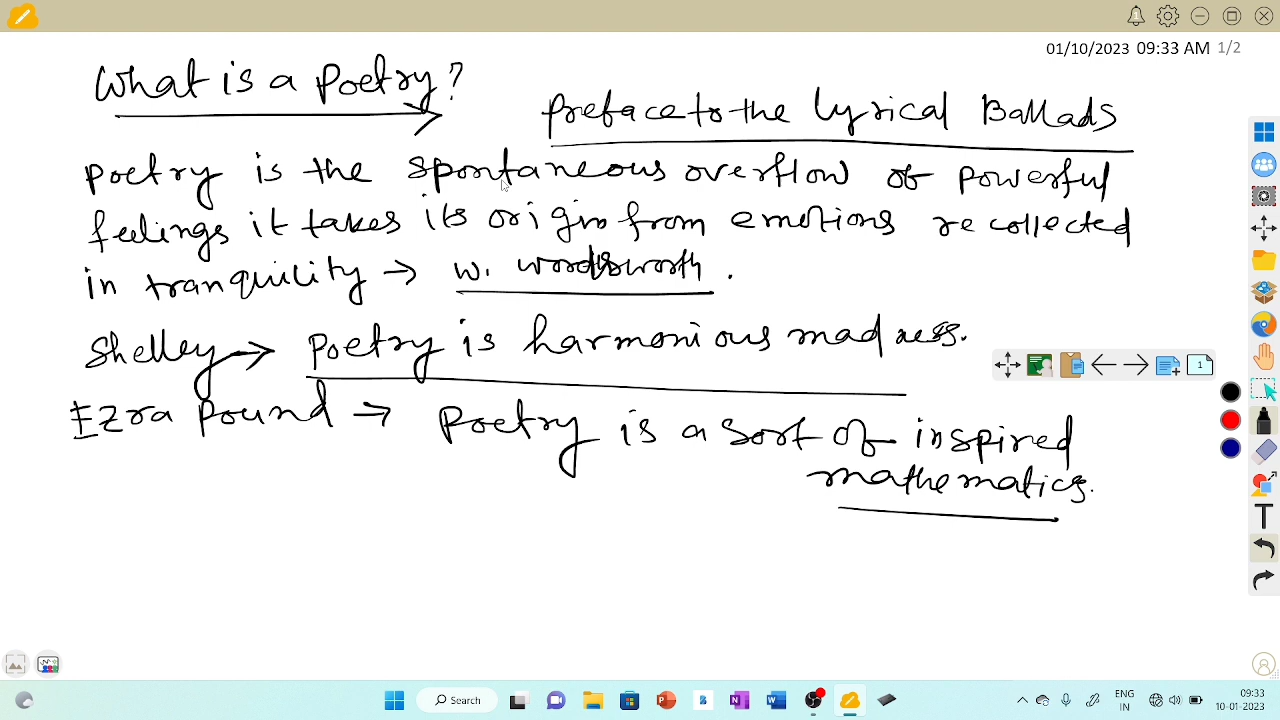 01/10/2023 09:33 AM 1/2
What is a Poetry?
Preface to the Lyrical Ballads
Poetry is the spontaneous overflow of powerful
feelings it takes its origin from emotions recollected
in tranquility → W. Wordsworth.
Shelley → Poetry is harmonious madness.
Ezra Pound → Poetry is a sort of inspired
mathematics.
1
T
Search
ENG
IN
09:33
10-01-2023